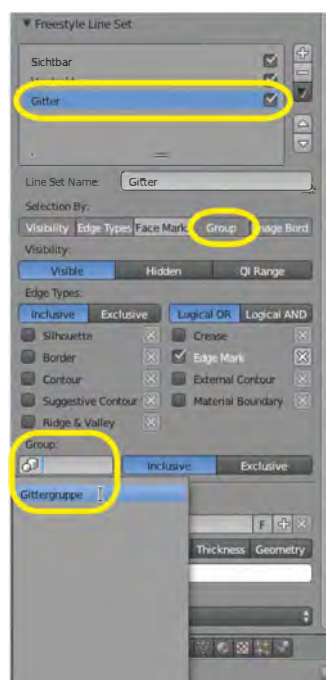 Freestyle Line Set
Sichtbar
Gitter
Line Set Name: Gitter
Selection By:
Visibility Edge Types Face Mark Group Image Bord
Visibility:
Visible Hidden QI Range
Edge Types:
Inclusive Exclusive Logical OR Logical AND
Silhouette Crease
Border Edge Mark
Contour External Contour
Suggestive Contour Material Boundary
Ridge & Valley
Group:
Inclusive Exclusive
Gittergruppe
F
Thickness Geometry